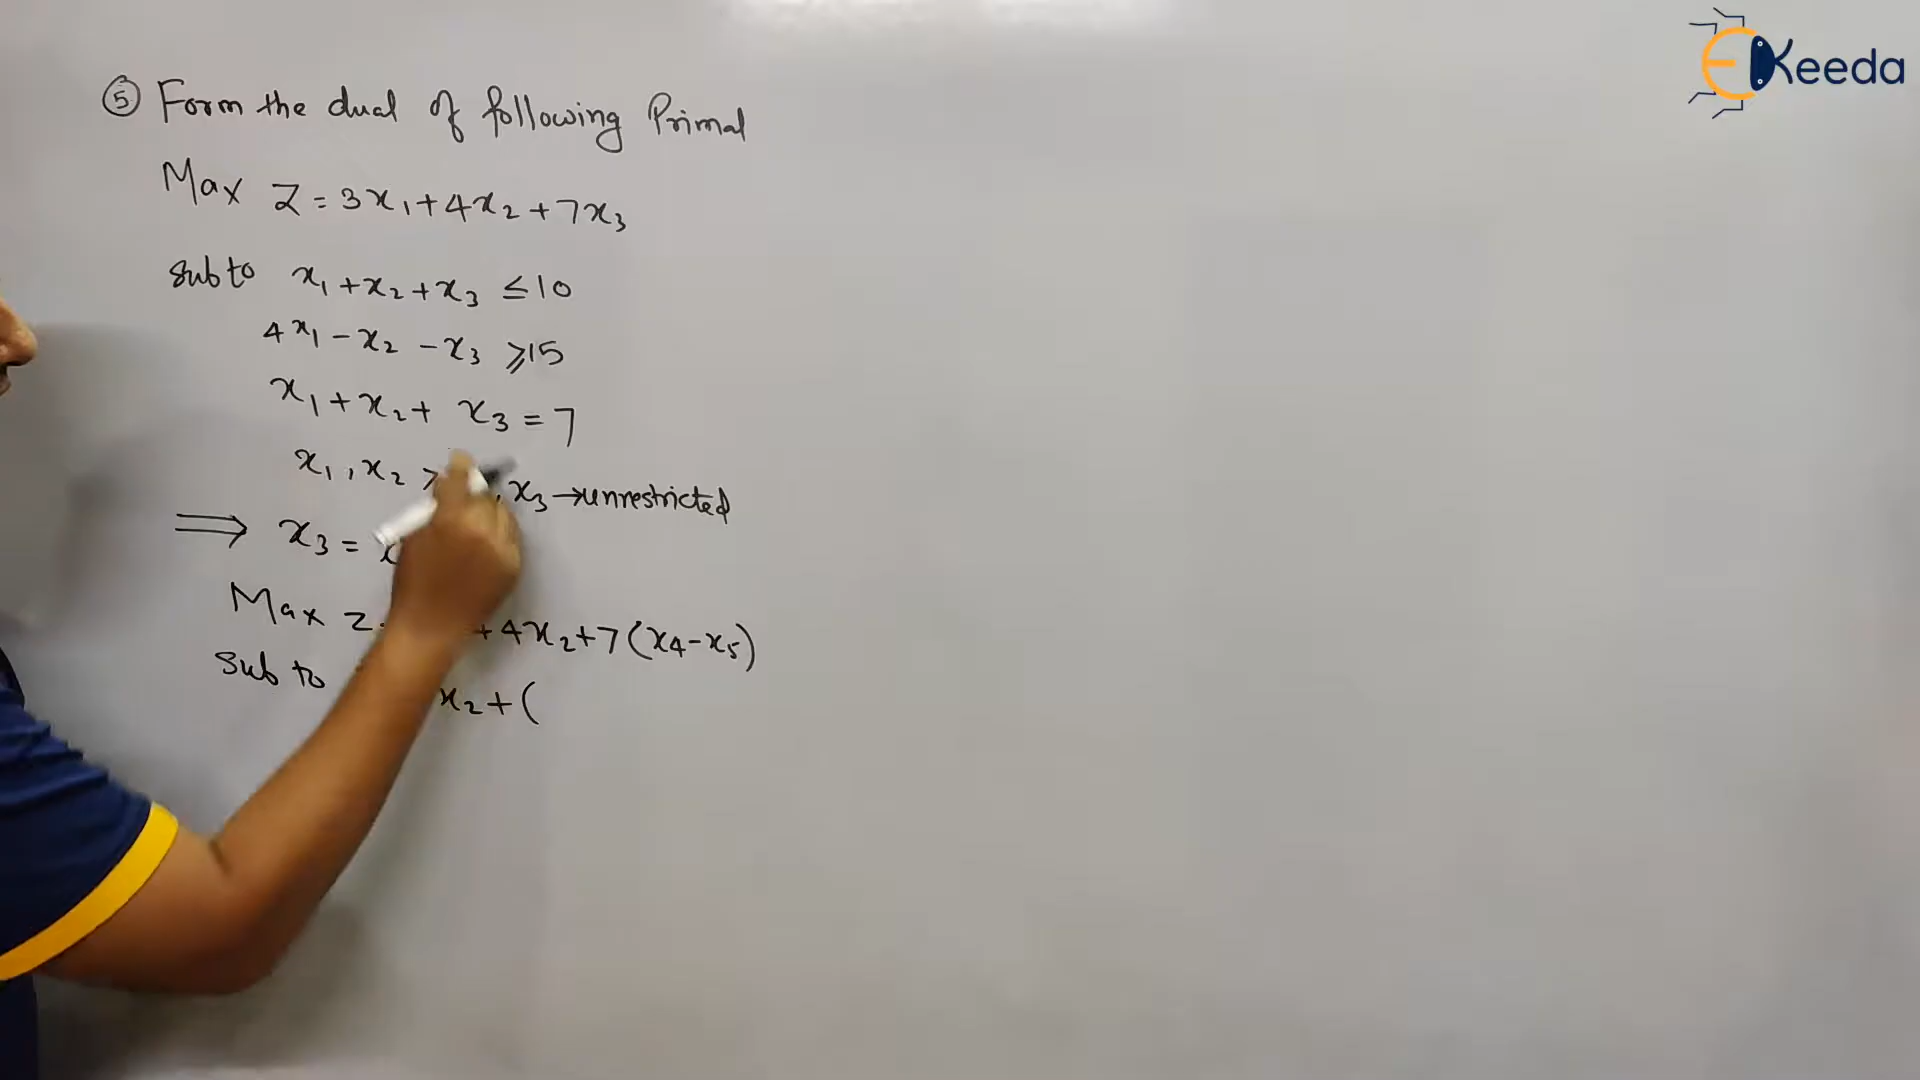 EKeeda
⑤ Form the dual of following Primal
Max Z = 3x₁ + 4x₂ + 7x₃
Sub to x₁ + x₂ + x₃ ≤ 10
4x₁ - x₂ - x₃ ≥ 15
x₁ + x₂ + x₃ = 7
x₁, x₂ , x₃ → unrestricted
⟹ x₃ = x
Max Z + 4x₂ + 7(x₄ - x₅)
Sub to x₂ + (